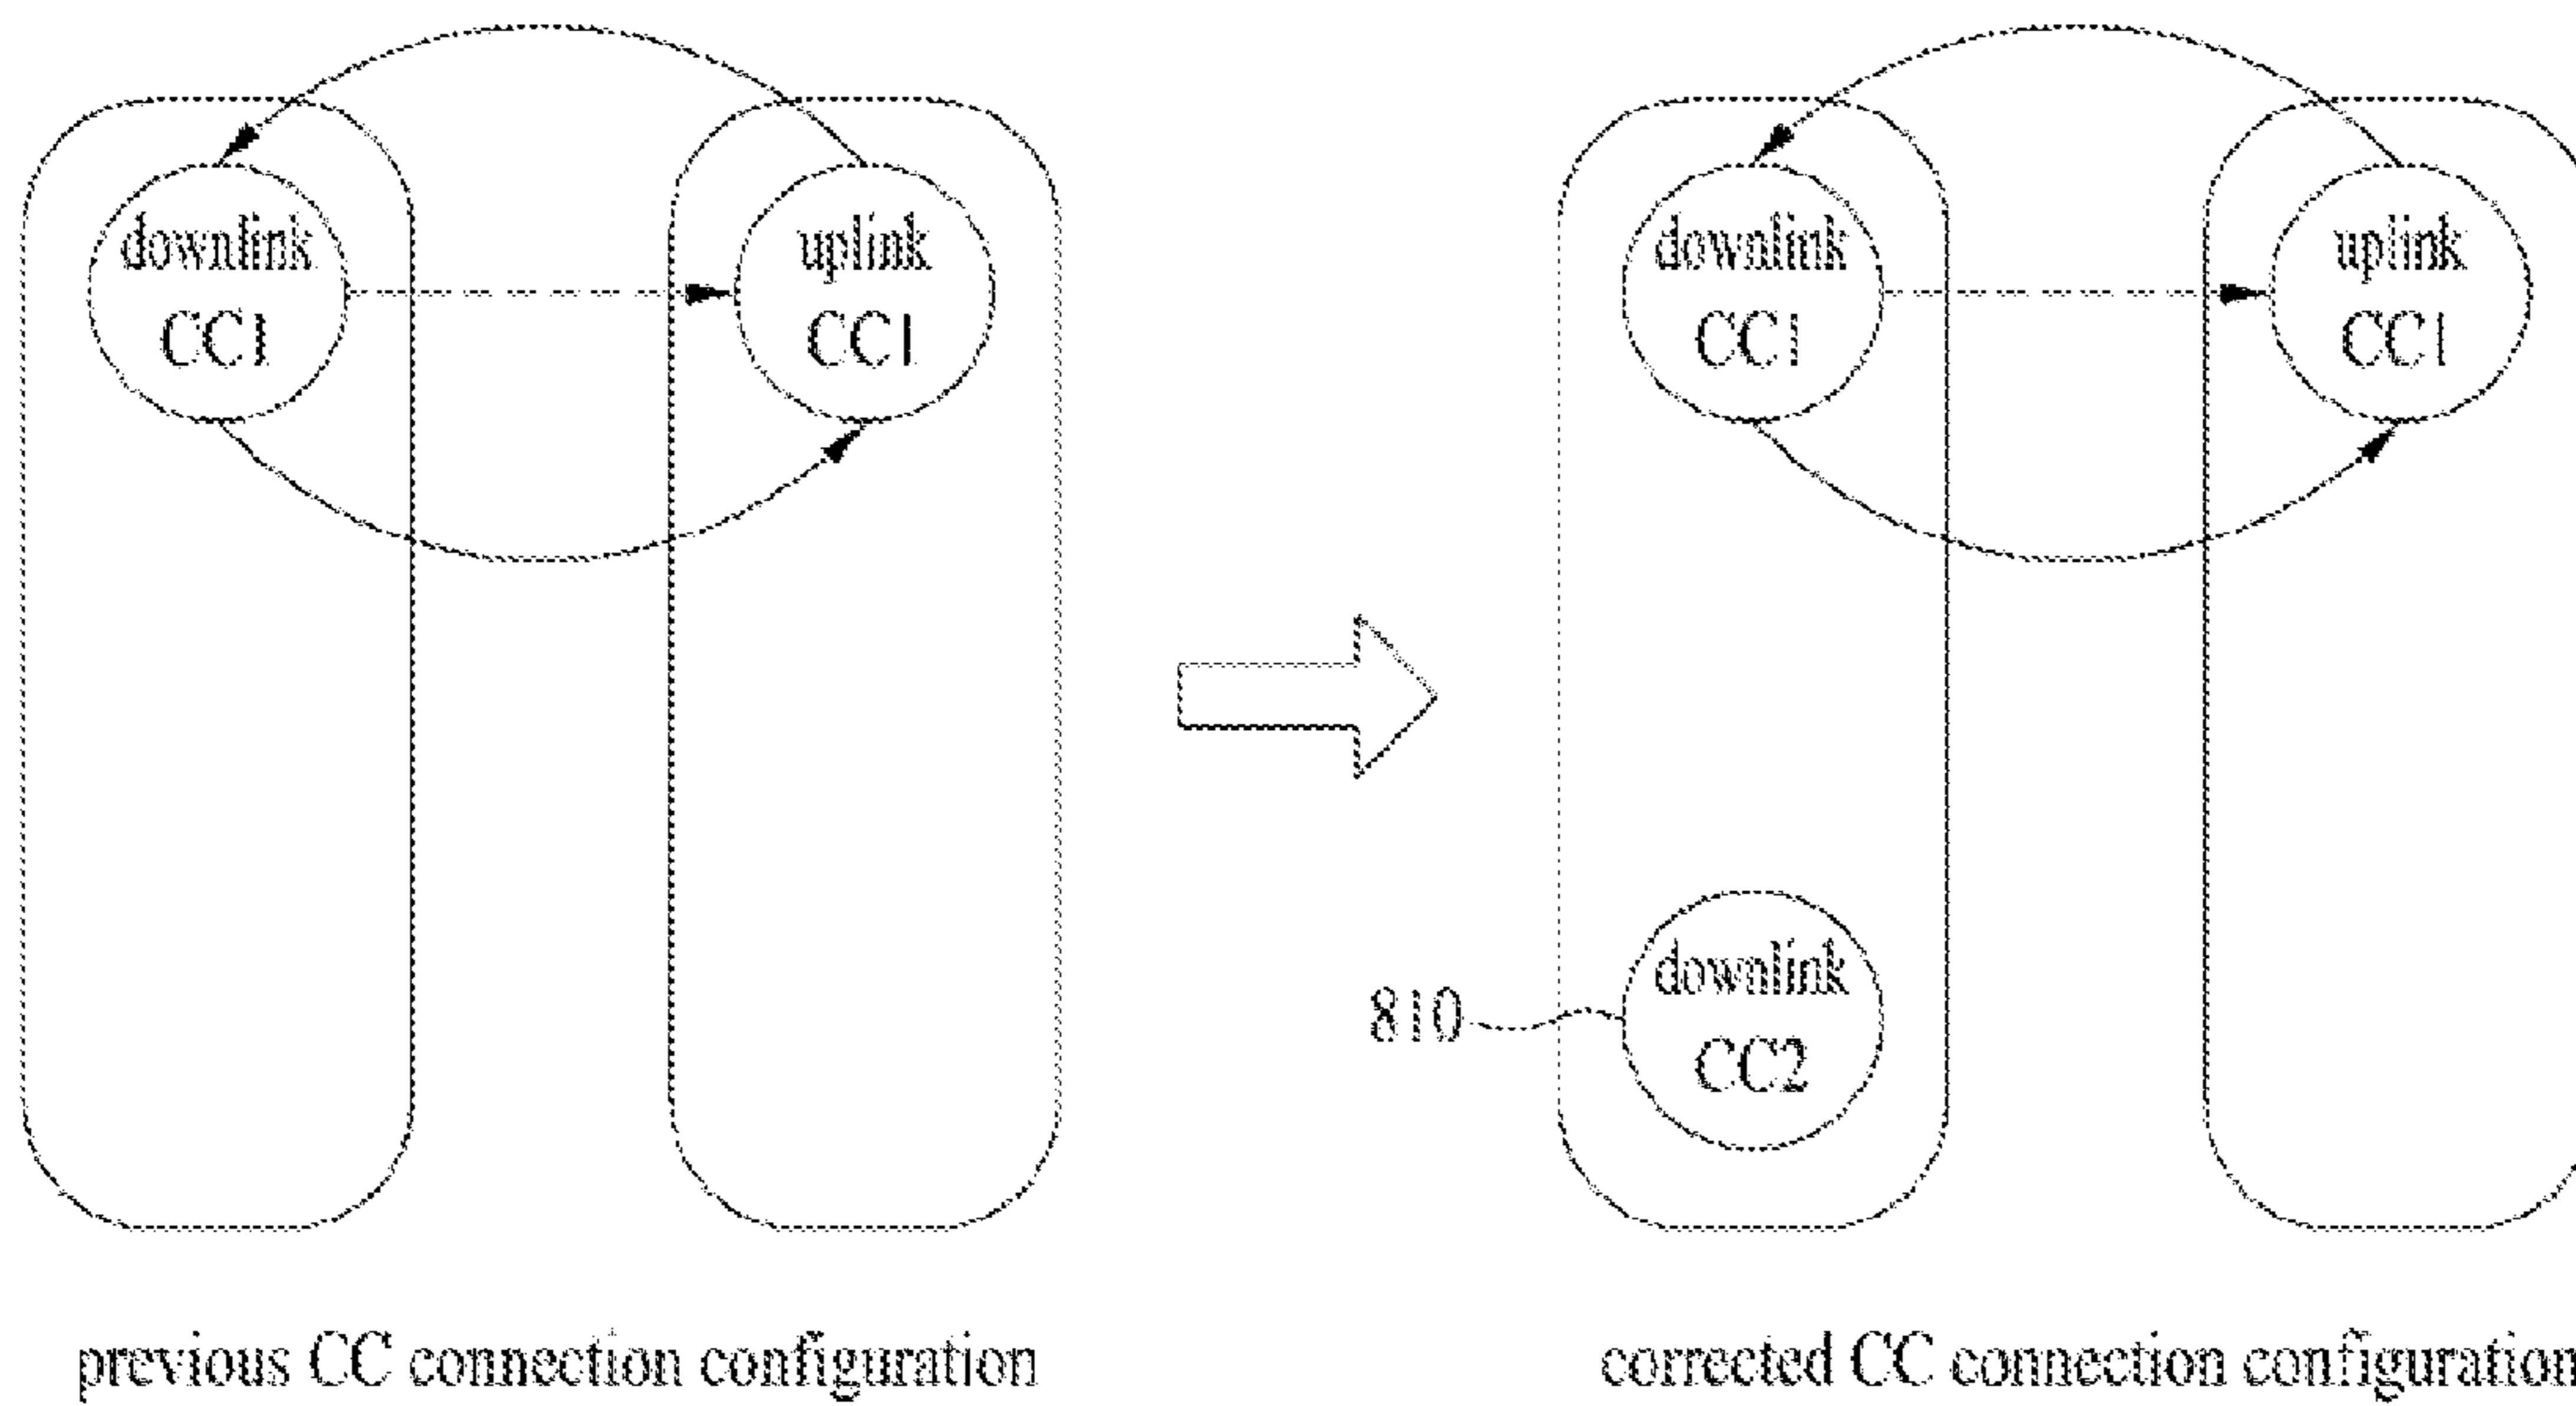 downlink
CC1
uplink
CC1
downlink
CC1
uplink
CC1
810
downlink
CC2
previous CC connection configuration
corrected CC connection configuration